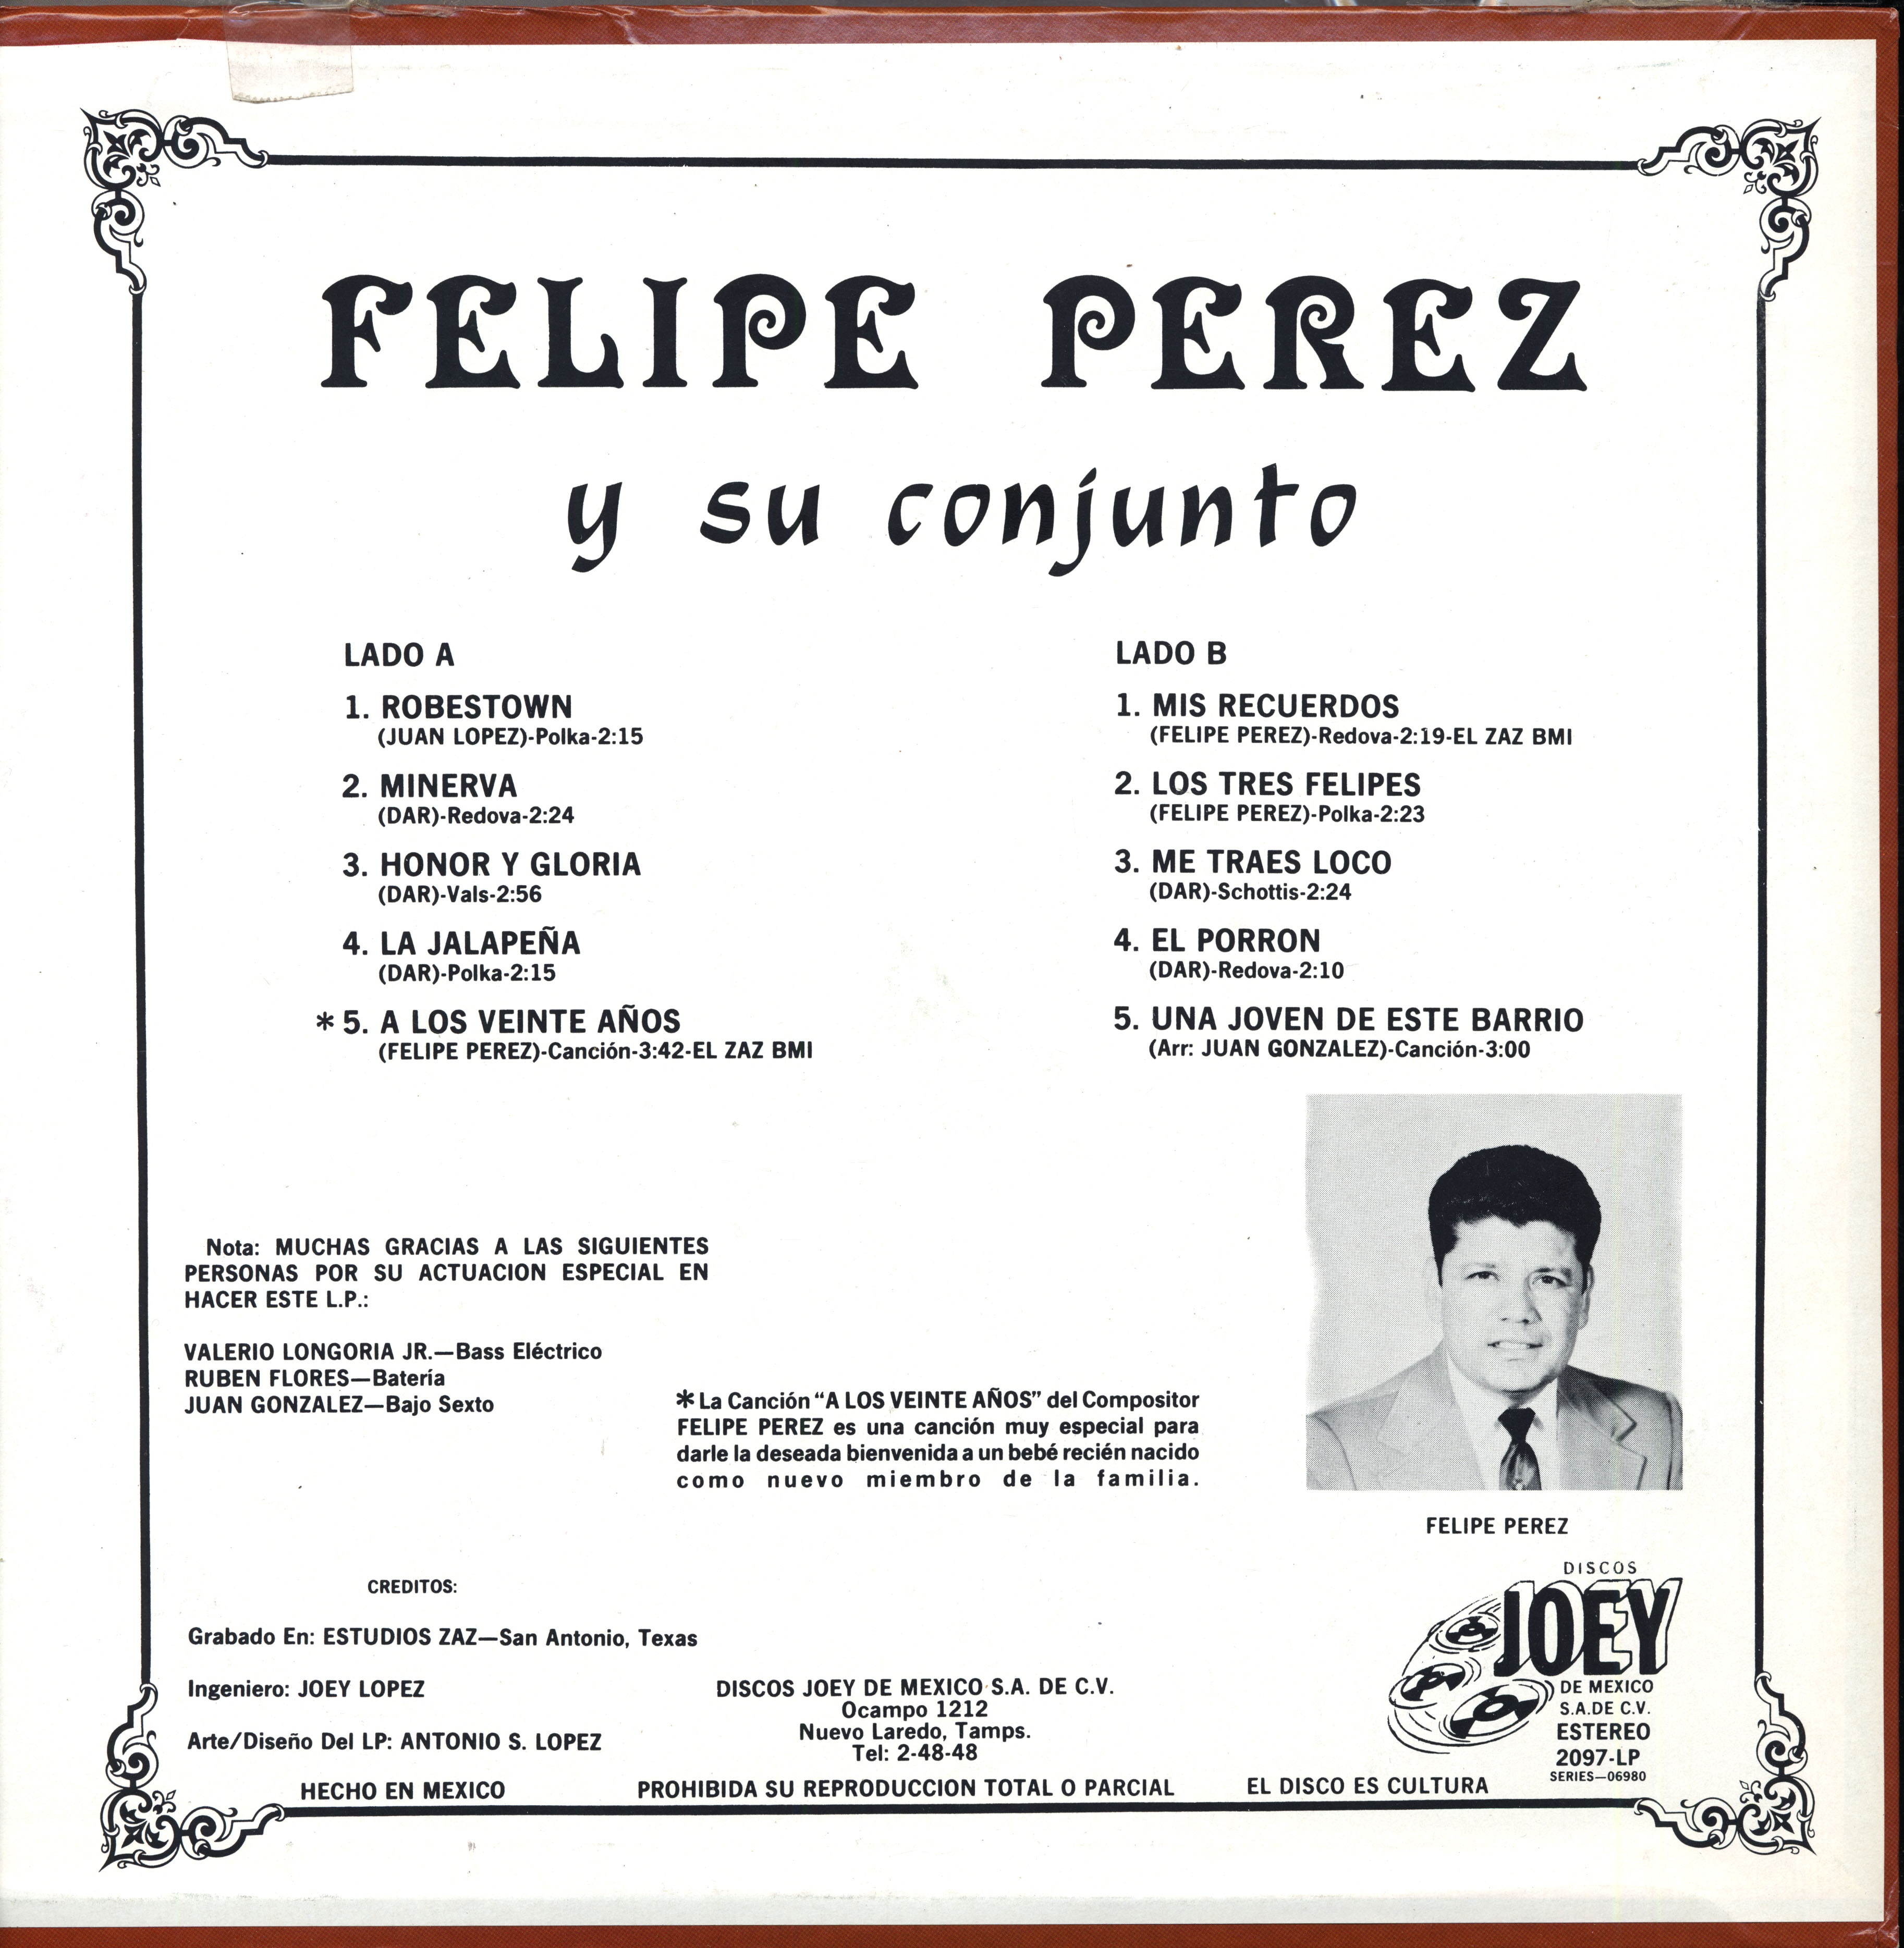 FELIPE PEREZ
y su conjunto
LADO A
1. ROBESTOWN
(JUAN LOPEZ)-Polka-2:15
2. MINERVA
(DAR)-Redova-2:24
3. HONOR Y GLORIA
(DAR)-Vals-2:56
4. LA JALAPEÑA
(DAR)-Polka-2:15
* 5. A LOS VEINTE AÑOS
(FELIPE PEREZ)-Canción-3:42-EL ZAZ BMI
LADO B
1. MIS RECUERDOS
(FELIPE PEREZ)-Redova-2:19-EL ZAZ BMI
2. LOS TRES FELIPES
(FELIPE PEREZ)-Polka-2:23
3. ME TRAES LOCO
(DAR)-Schottis-2:24
4. EL PORRON
(DAR)-Redova-2:10
5. UNA JOVEN DE ESTE BARRIO
(Arr: JUAN GONZALEZ)-Canción-3:00
Nota: MUCHAS GRACIAS A LAS SIGUIENTES
PERSONAS POR SU ACTUACION ESPECIAL EN
HACER ESTE L.P.:
VALERIO LONGORIA JR.—Bass Eléctrico
RUBEN FLORES—Batería
JUAN GONZALEZ—Bajo Sexto
* La Canción "A LOS VEINTE AÑOS" del Compositor
FELIPE PEREZ es una canción muy especial para
darle la deseada bienvenida a un bebé recién nacido
como nuevo miembro de la familia.
FELIPE PEREZ
CREDITOS:
Grabado En: ESTUDIOS ZAZ—San Antonio, Texas
Ingeniero: JOEY LOPEZ
Arte/Diseño Del LP: ANTONIO S. LOPEZ
DISCOS JOEY DE MEXICO S.A. DE C.V.
Ocampo 1212
Nuevo Laredo, Tamps.
Tel: 2-48-48
DISCOS
JOEY
DE MEXICO
S.A.DE C.V.
ESTEREO
2097-LP
SERIES—06980
HECHO EN MEXICO
PROHIBIDA SU REPRODUCCION TOTAL O PARCIAL
EL DISCO ES CULTURA